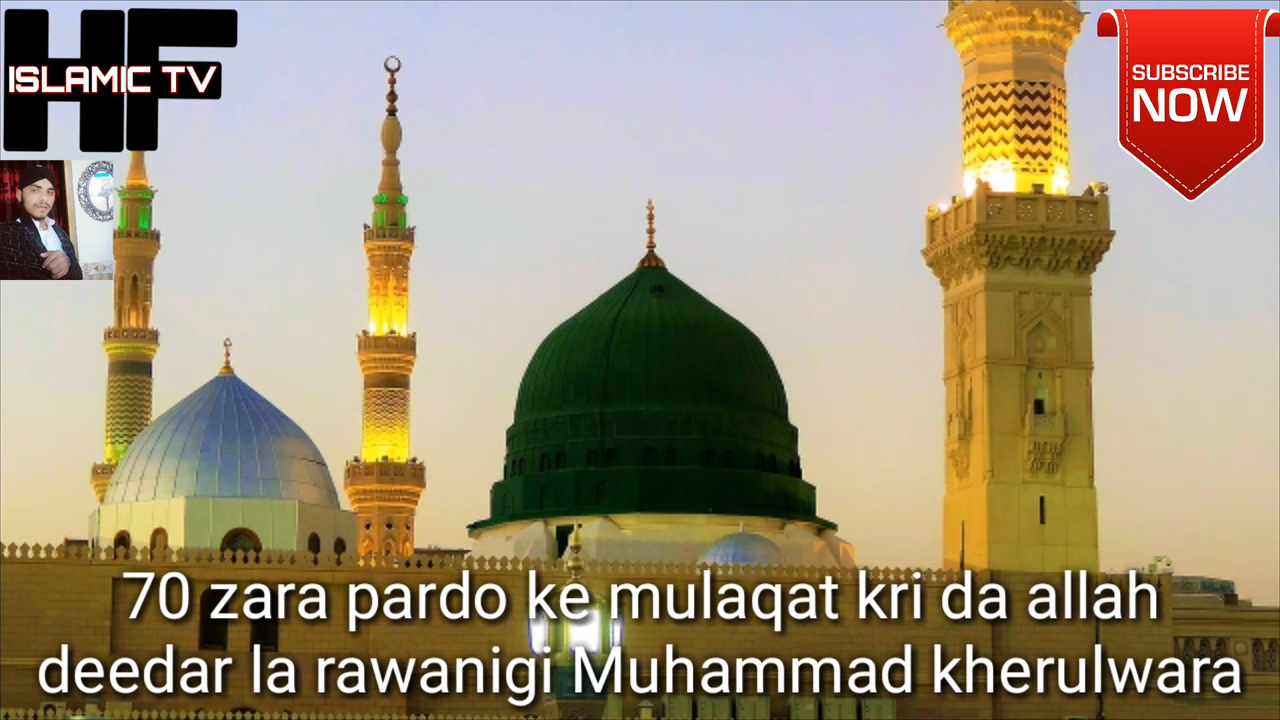 HF
ISLAMIC TV
SUBSCRIBE
NOW
70 zara pardo ke mulaqat kri da allah
deedar la rawanigi Muhammad kherulwara